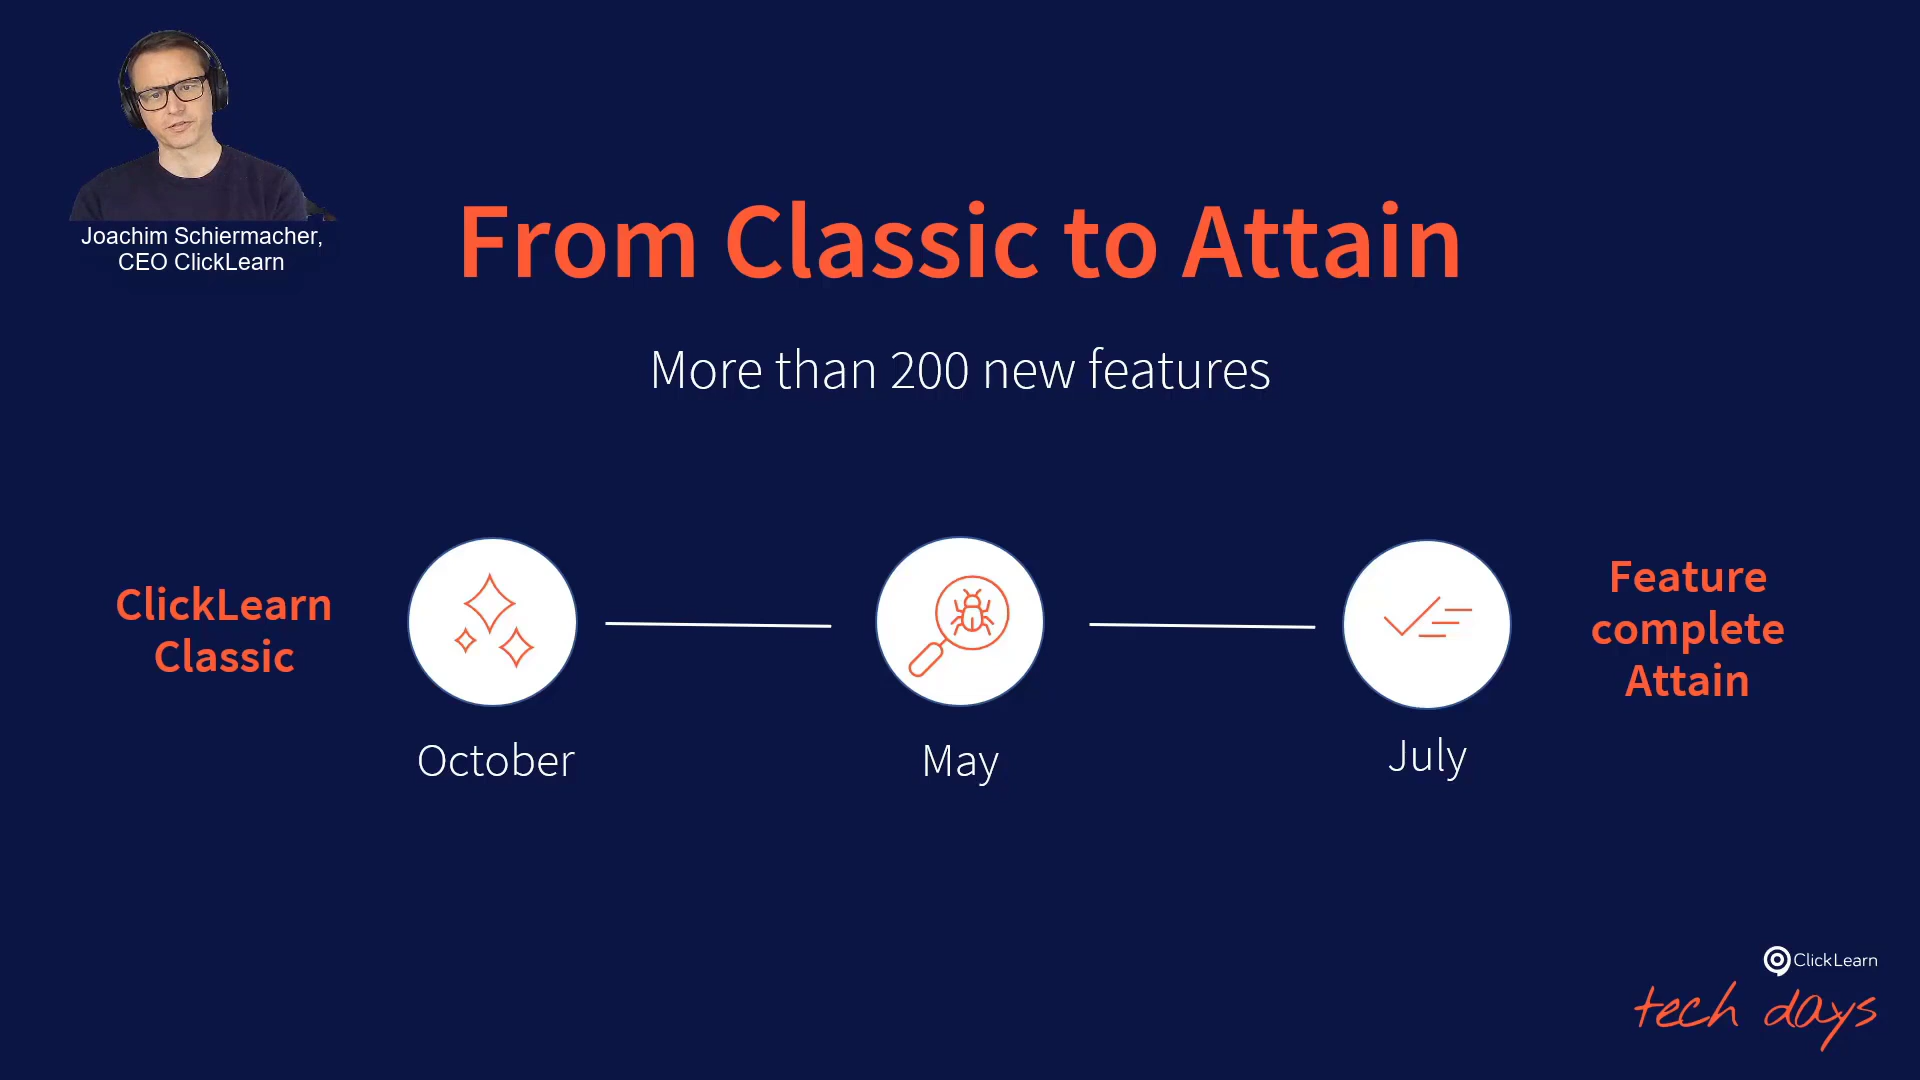 Joachim Schiermacher,
CEO ClickLearn
From Classic to Attain
More than 200 new features
ClickLearn
Classic
October
May
July
Feature
complete
Attain
ClickLearn
tech days